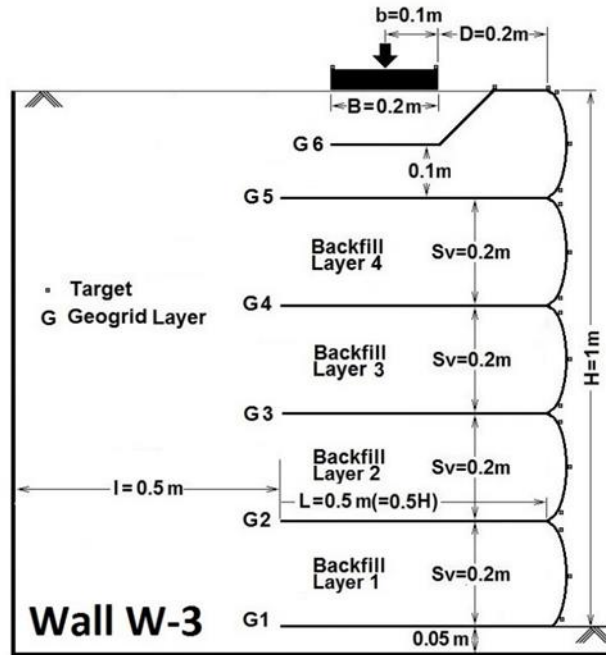 b=0.1m
D=0.2m
B=0.2m
G 6
0.1m
G5
Backfill
Layer 4
Sv=0.2m
Target
G Geogrid Layer
G4
Backfill
Layer 3
Sv=0.2m
H=1m
G3
Backfill
Layer 2
Sv=0.2m
l=0.5 m
L=0.5 m(=0.5H)
G2
Backfill
Layer 1
Sv=0.2m
Wall W-3
G1
0.05 m